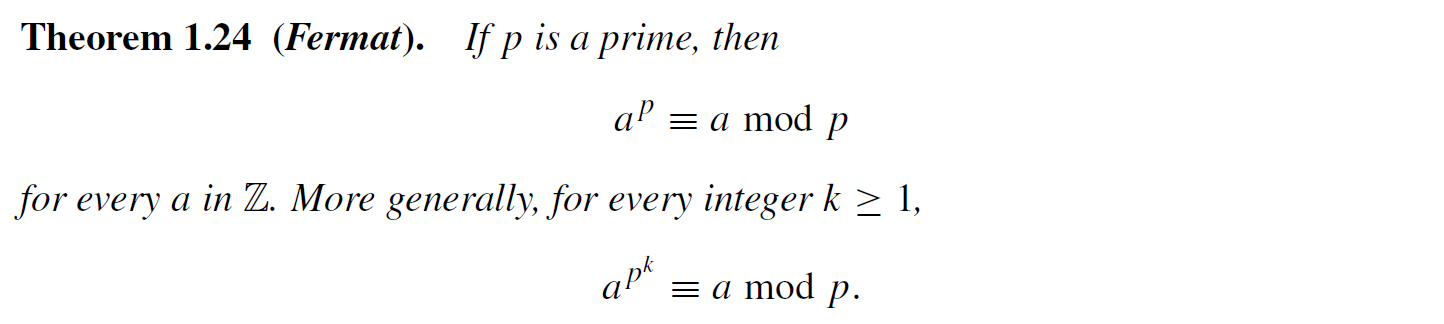 Theorem 1.24 (Fermat). If p is a prime, then
a^p ≡ a mod p
for every a in ℤ. More generally, for every integer k ≥ 1,
a^{p^k} ≡ a mod p.